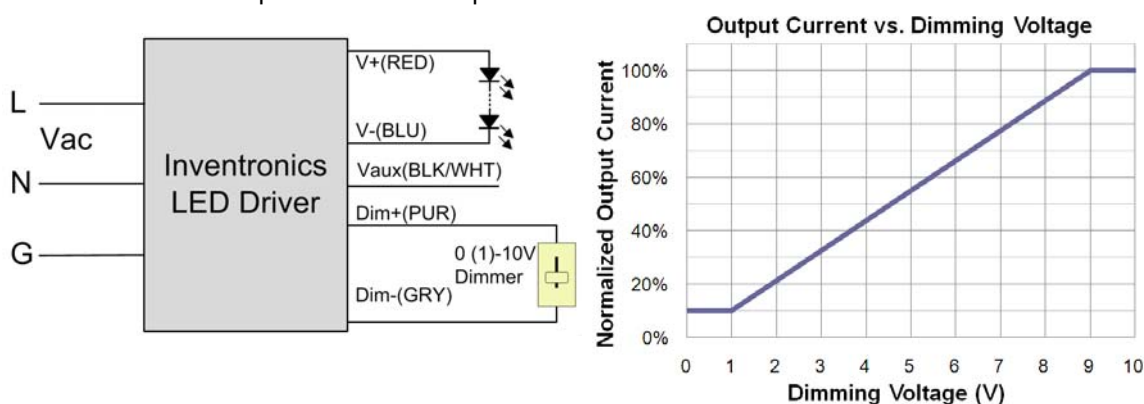 L
Vac
N
G
Inventronics
LED Driver
V+(RED)
V-(BLU)
Vaux(BLK/WHT)
Dim+(PUR)
0 (1)-10V
Dimmer
Dim-(GRY)
Output Current vs. Dimming Voltage
Normalized Output Current
100%
80%
60%
40%
20%
0%
0 1 2 3 4 5 6 7 8 9 10
Dimming Voltage (V)